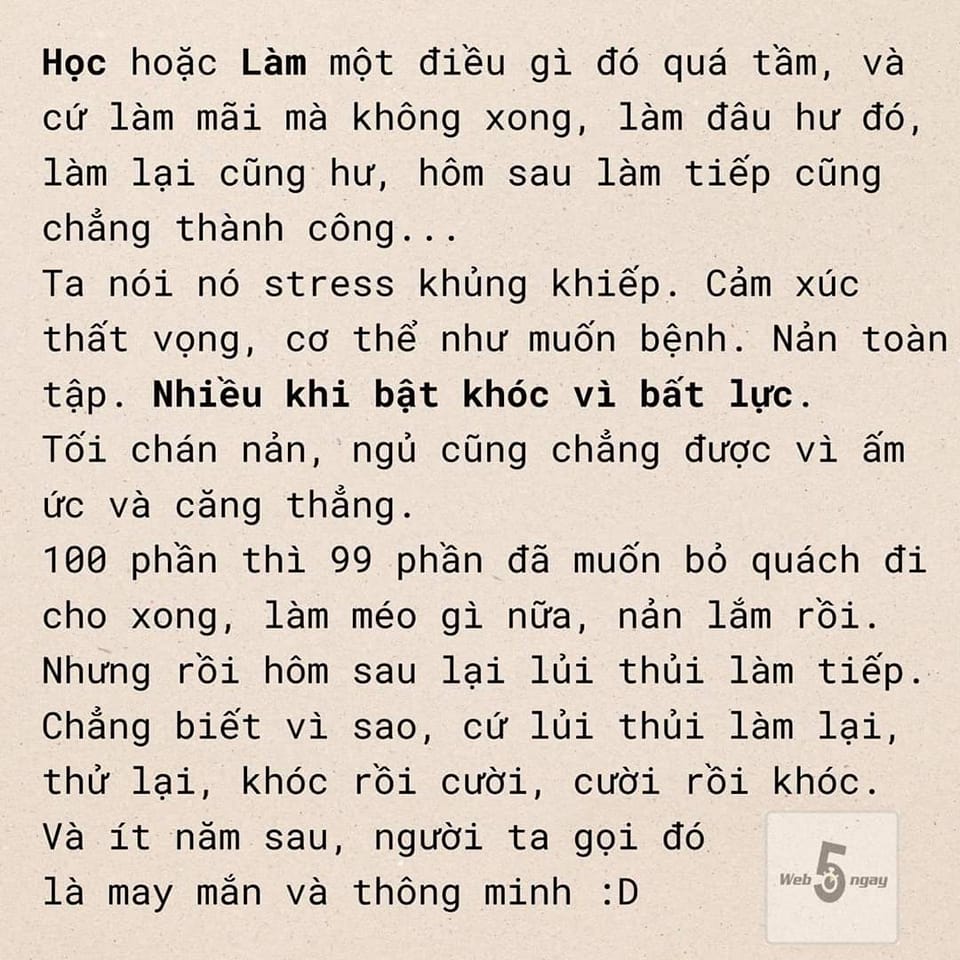 Học hoặc Làm một điều gì đó quá tầm, và
cứ làm mãi mà không xong, làm đâu hư đó,
làm lại cũng hư, hôm sau làm tiếp cũng
chẳng thành công...
Ta nói nó stress khủng khiếp. Cảm xúc
thất vọng, cơ thể như muốn bệnh. Nản toàn
tập. Nhiều khi bật khóc vì bất lực.
Tối chán nản, ngủ cũng chẳng được vì ấm
ức và căng thẳng.
100 phần thì 99 phần đã muốn bỏ quách đi
cho xong, làm méo gì nữa, nản lắm rồi.
Nhưng rồi hôm sau lại lủi thủi làm tiếp.
Chẳng biết vì sao, cứ lủi thủi làm lại,
thử lại, khóc rồi cười, cười rồi khóc.
Và ít năm sau, người ta gọi đó
là may mắn và thông minh :D
Web 5 ngay